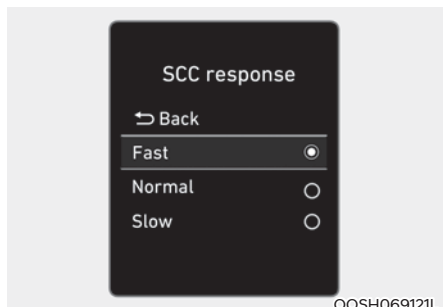 SCC response
Back
Fast
Normal
Slow
OOSH069121L